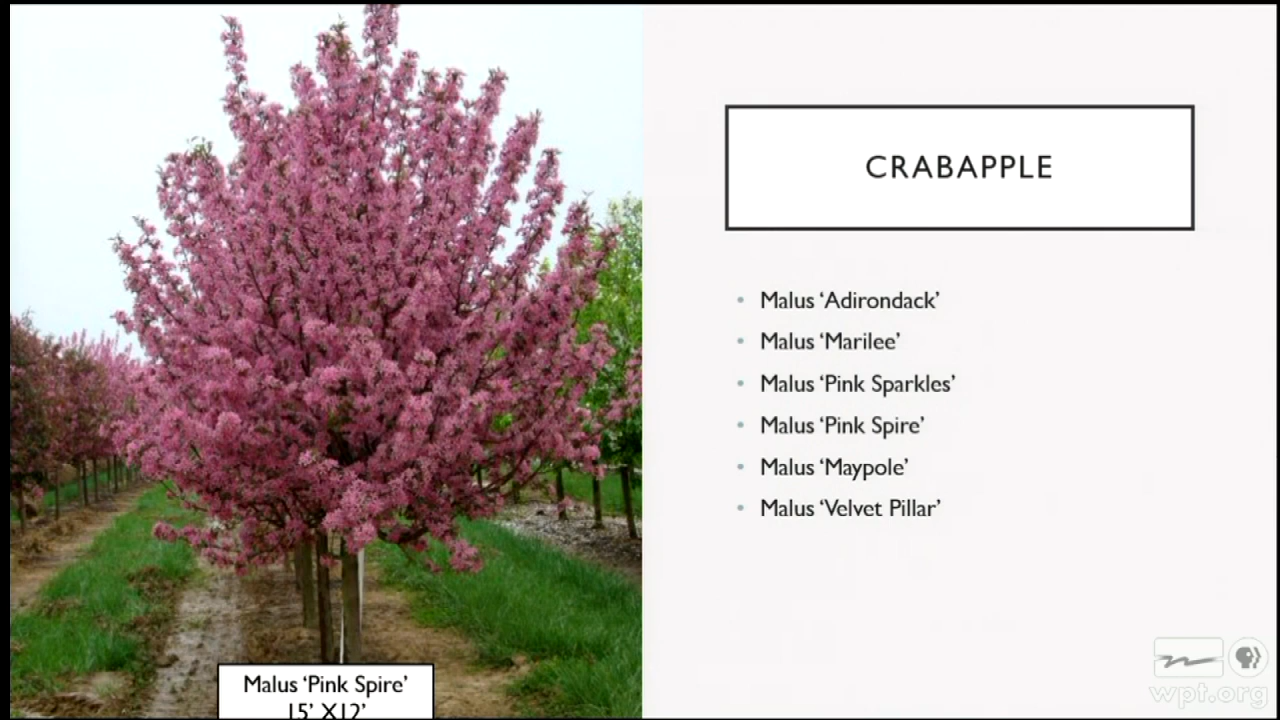 CRABAPPLE
• Malus ‘Adirondack’
• Malus ‘Marilee’
• Malus ‘Pink Sparkles’
• Malus ‘Pink Spire’
• Malus ‘Maypole’
• Malus ‘Velvet Pillar’
Malus ‘Pink Spire’
15’ X12’
wpt.org